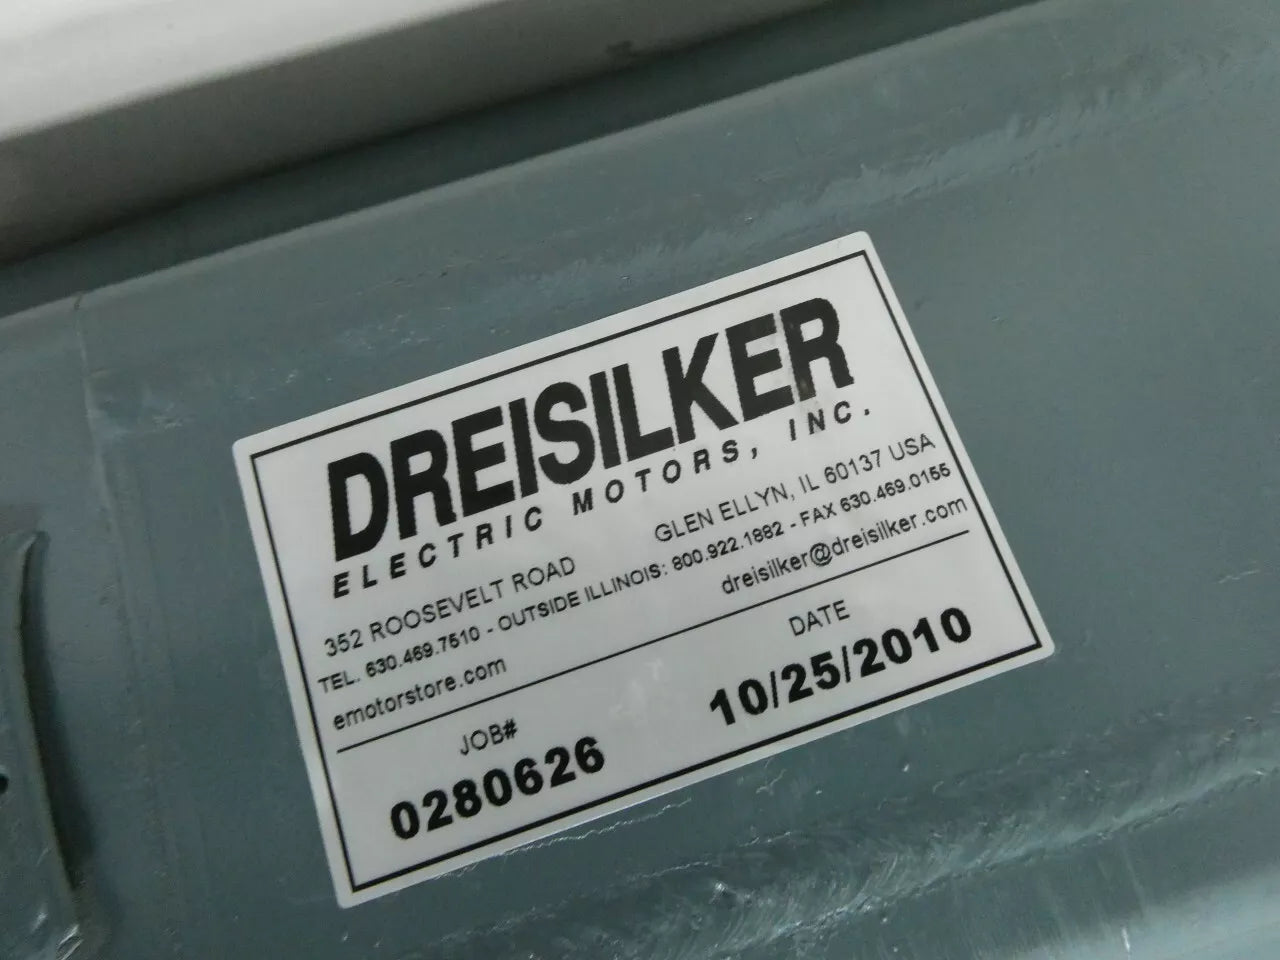 DREISILKER
ELECTRIC MOTORS, INC.
352 ROOSEVELT ROAD GLEN ELLYN, IL 60137 USA
TEL. 630.469.7510 - OUTSIDE ILLINOIS: 800.922.1882 - FAX 630.469.0155
emotorstore.com dreisilker@dreisilker.com
JOB# DATE
0280626 10/25/2010